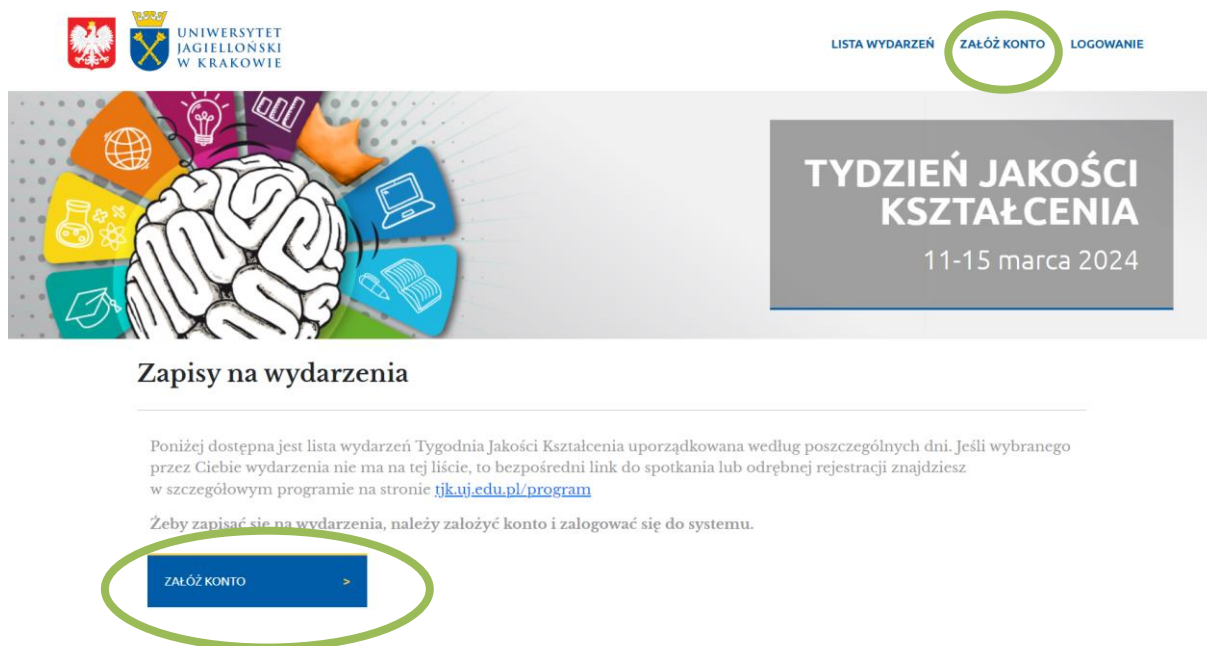 UNIWERSYTET
JAGIELLOŃSKI
W KRAKOWIE
LISTA WYDARZEŃ ZAŁÓŻ KONTO LOGOWANIE
TYDZIEŃ JAKOŚCI
KSZTAŁCENIA
11-15 marca 2024
Zapisy na wydarzenia
Poniżej dostępna jest lista wydarzeń Tygodnia Jakości Kształcenia uporządkowana według poszczególnych dni. Jeśli wybranego
przez Ciebie wydarzenia nie ma na tej liście, to bezpośredni link do spotkania lub odrębnej rejestracji znajdziesz
w szczegółowym programie na stronie tjk.uj.edu.pl/program
Żeby zapisać się na wydarzenia, należy założyć konto i zalogować się do systemu.
ZAŁÓŻ KONTO >